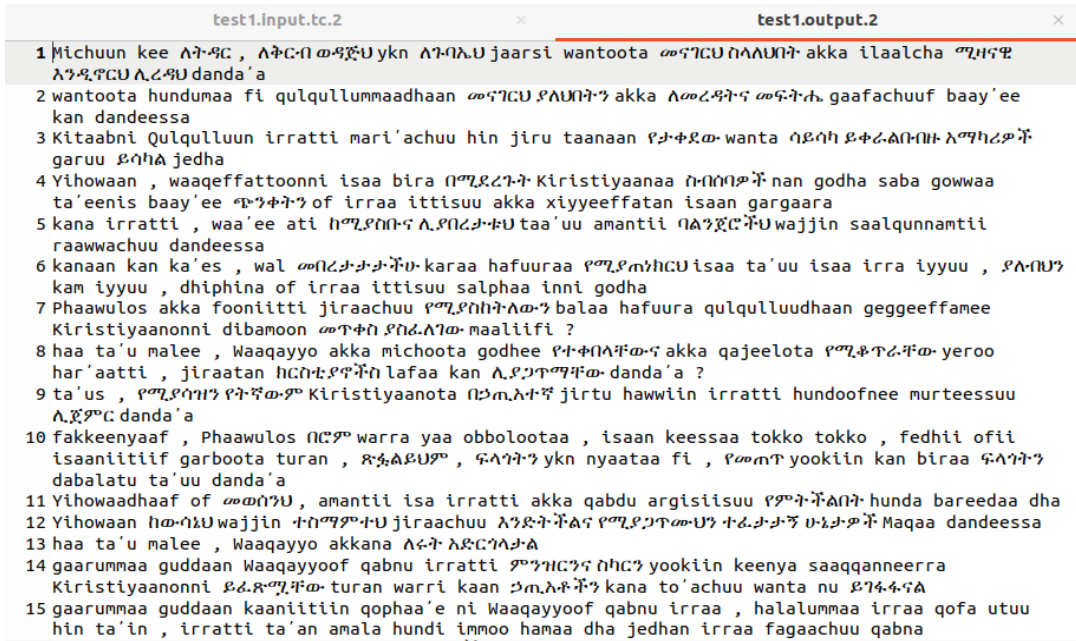 test1.input.tc.2 × test1.output.2 ×
1 Michuun kee ለትዳር , ለቅርብ ወዳጅህ ykn ለጉባኤህ jaarsi wantoota መናገርህ ስላለህበት akka ilaalcha ሚዛናዊ
እንዲኖርህ ሊረዳህ danda'a
2 wantoota hundumaa fi qulqullummaadhaan መናገርህ ያለህበትን akka ለመረዳትና መፍትሔ gaafachuuf baay'ee
kan dandeessa
3 Kitaabni Qulqulluun irratti mari'achuu hin jiru taanaan የታቀደው wanta ሳይሳካ ይቀራልበብዙ አማካሪዎች
garuu ይሳካል jedha
4 Yihowaan , waaqeffattoonni isaa bira በሚደረጉት Kiristiyaanaa ስብሰባዎች nan godha saba gowwaa
ta'eenis baay'ee ጭንቀትን of irraa ittisuu akka xiyyeeffatan isaan gargaara
5 kana irratti , waa'ee ati ከሚያስቡና ሊያበረታቱህ taa'uu amantii ባልንጀሮችህ wajjin saalqunnamtii
raawwachuu dandeessa
6 kanaan kan ka'es , wal መበረታታታችሁ karaa hafuuraa የሚያጠነክርህ isaa ta'uu isaa irra iyyuu , ያለብህን
kam iyyuu , dhiphina of irraa ittisuu salphaa inni godha
7 Phaawulos akka fooniitti jiraachuu የሚያስከትለውን balaa hafuura qulqulluudhaan geggeeffamee
Kiristiyaanonni dibamoon መጥቀስ ያስፈለገው maaliifi ?
8 haa ta'u malee , Waaqayyo akka michoota godhee የተቀበላቸውና akka qajeelota የሚቆጥራቸው yeroo
har'aatti , jiraatan ክርስቲያኖችስ lafaa kan ሊያጋጥማቸው danda'a ?
9 ta'us , የሚያሳዝን የትኛውም Kiristiyaanota በኃጢአተኛ jirtu hawwiin irratti hundoofnee murteessuu
ሊጀምር danda'a
10 fakkeenyaaf , Phaawulos በሮም warra yaa obbolootaa , isaan keessaa tokko tokko , fedhii ofii
isaaniitiif garboota turan , ጽፏልይህም , ፍላጎትን ykn nyaataa fi , የመጠጥ yookiin kan biraa ፍላጎትን
dabalatu ta'uu danda'a
11 Yihowaadhaaf of መወሰንህ , amantii isa irratti akka qabdu argisiisuu የምትችልበት hunda bareedaa dha
12 Yihowaan ከውሳኔህ wajjin ተስማምተህ jiraachuu እንድትችልና የሚያጋጥሙህን ተፈታታኝ ሁኔታዎች Maqaa dandeessa
13 haa ta'u malee , Waaqayyo akkana ለሩት አድርጎላታል
14 gaarummaa guddaan Waaqayyoof qabnu irratti ምንዝርንና ስካርን yookiin keenya saaqqanneerra
Kiristiyaanonni ይፈጽሟቸው turan warri kaan ኃጢአቶችን kana to'achuu wanta nu ይገፋፋናል
15 gaarummaa guddaan kaaniitiin qophaa'e ni Waaqayyoof qabnu irraa , halalummaa irraa qofa utuu
hin ta'in , irratti ta'an amala hundi immoo hamaa dha jedhan irraa fagaachuu qabna